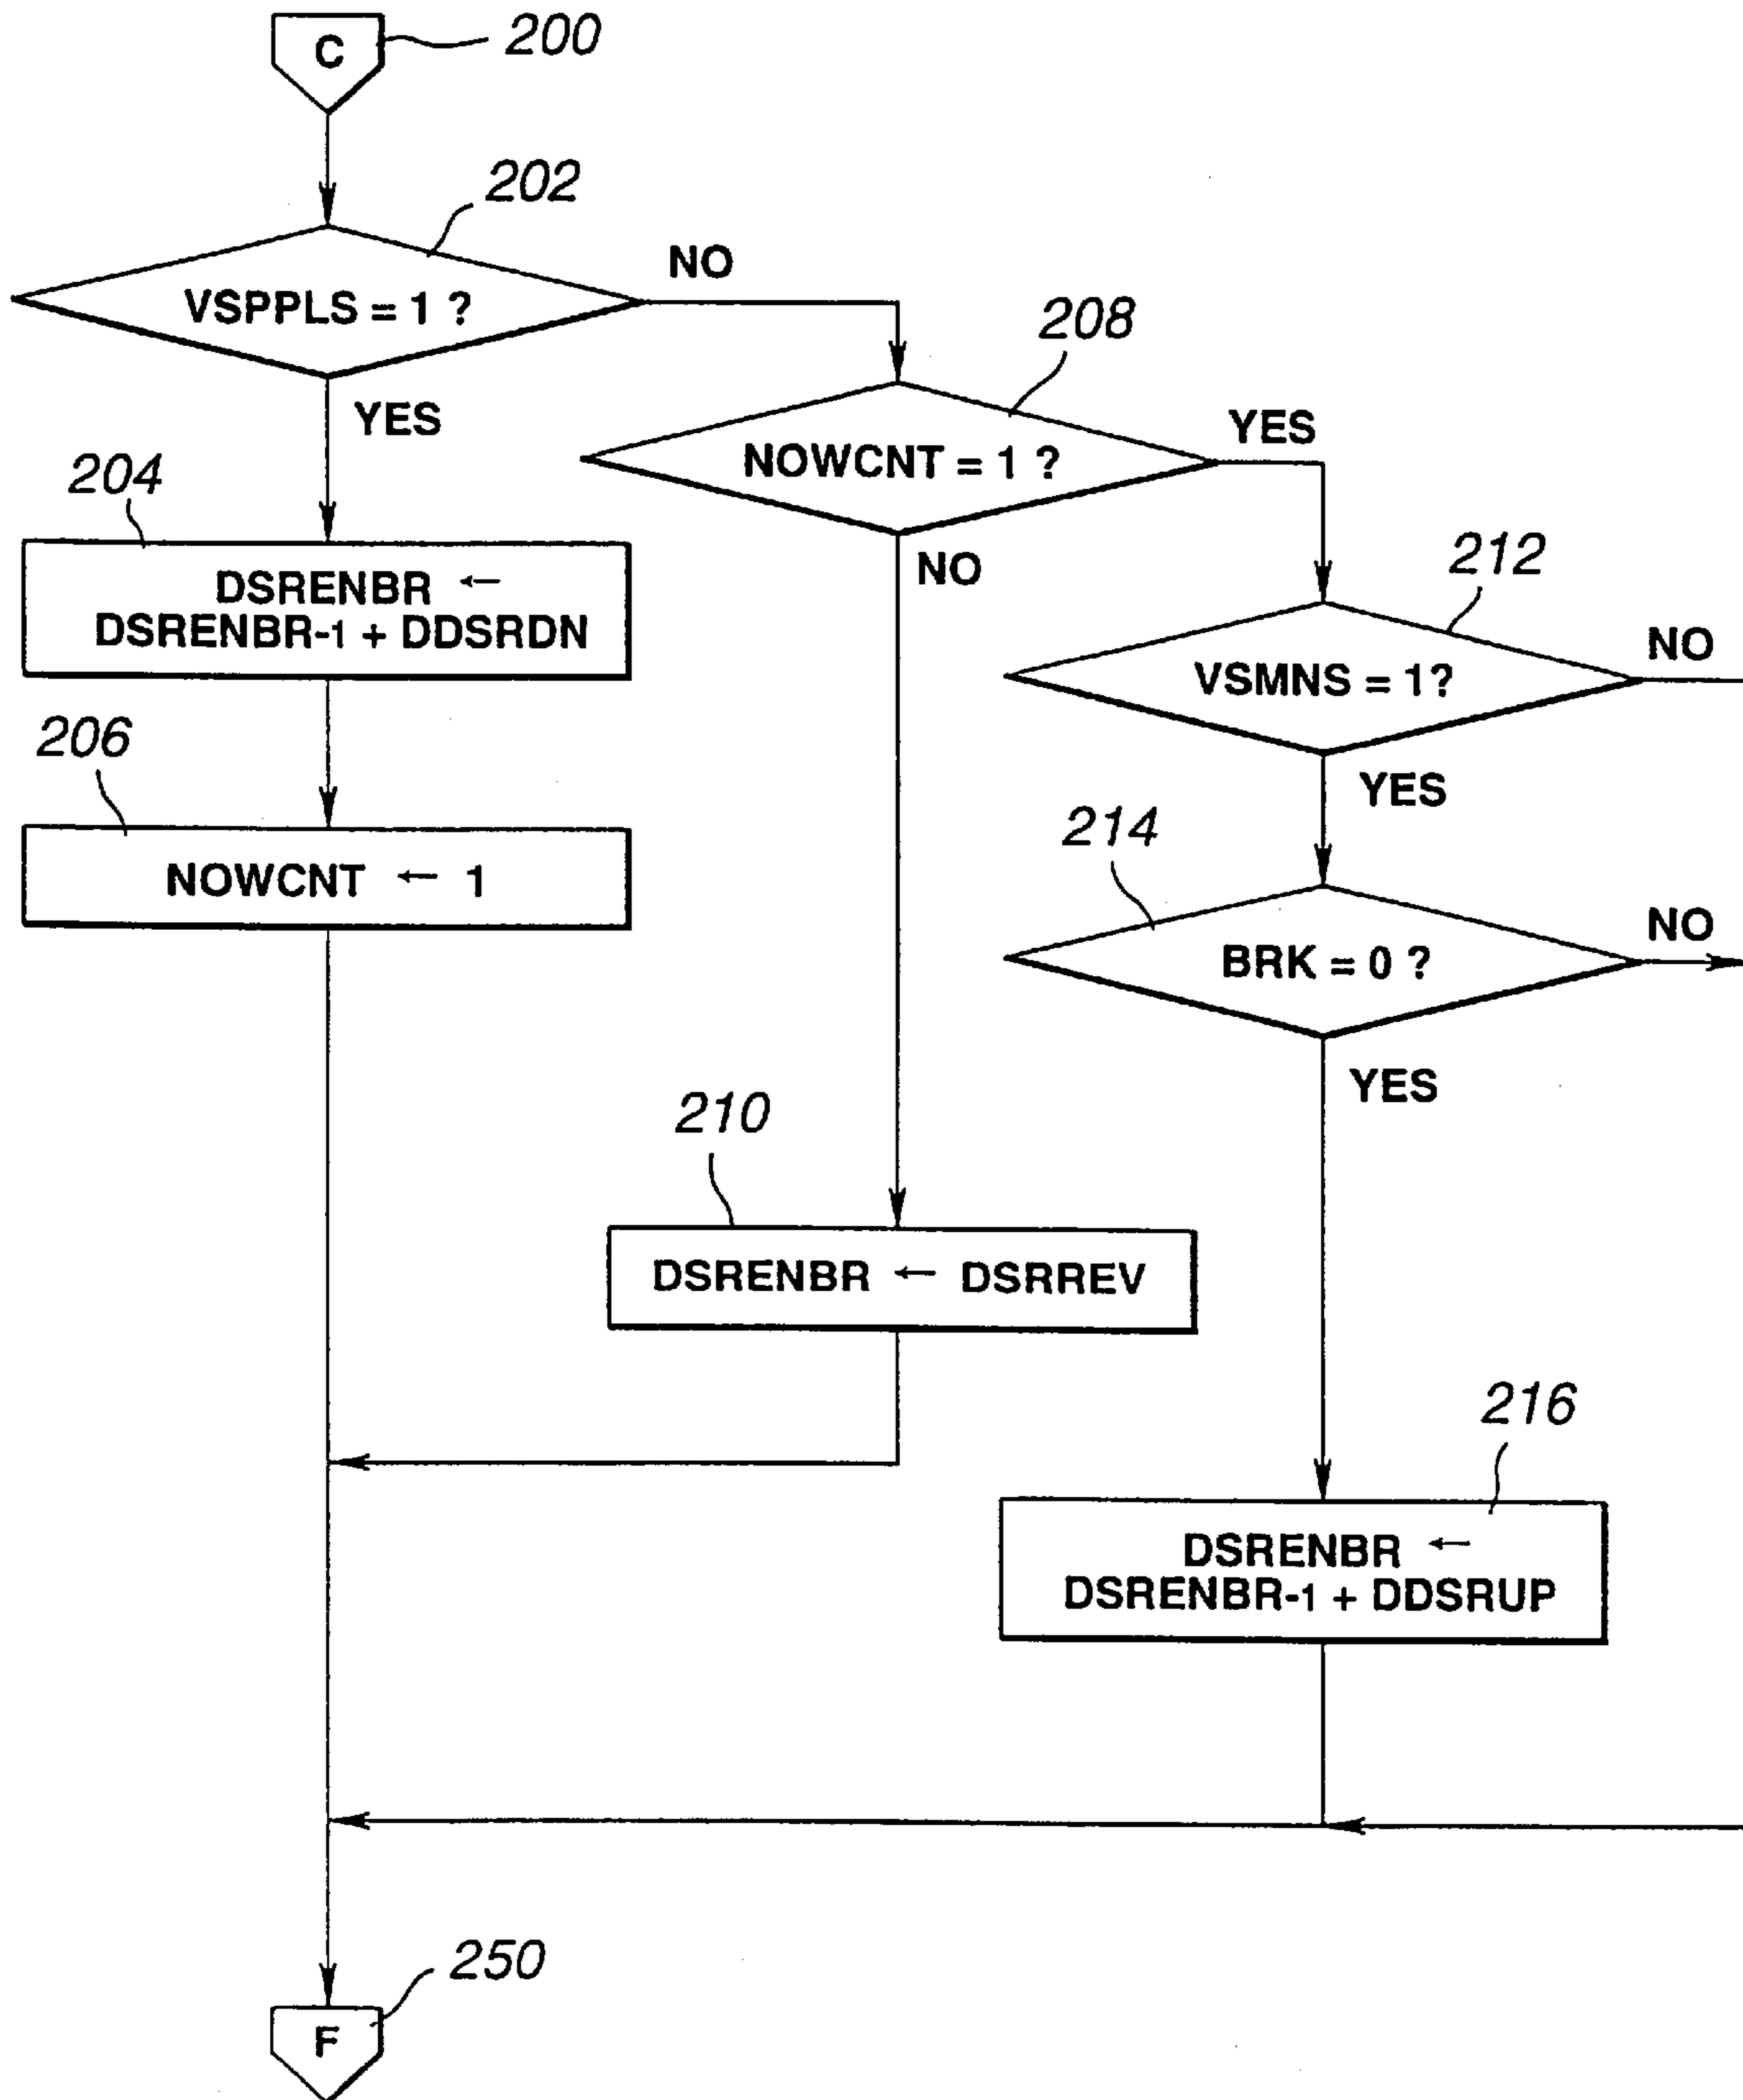 C
200
202
VSPPLS = 1 ?
NO
208
YES
NOWCNT = 1 ?
YES
204
DSRENBR ←
DSRENBR-1 + DDSRDN
NO
212
VSMNS = 1?
NO
206
NOWCNT ← 1
YES
214
BRK = 0 ?
NO
YES
210
DSRENBR ← DSRREV
216
DSRENBR ←
DSRENBR-1 + DDSRUP
250
F